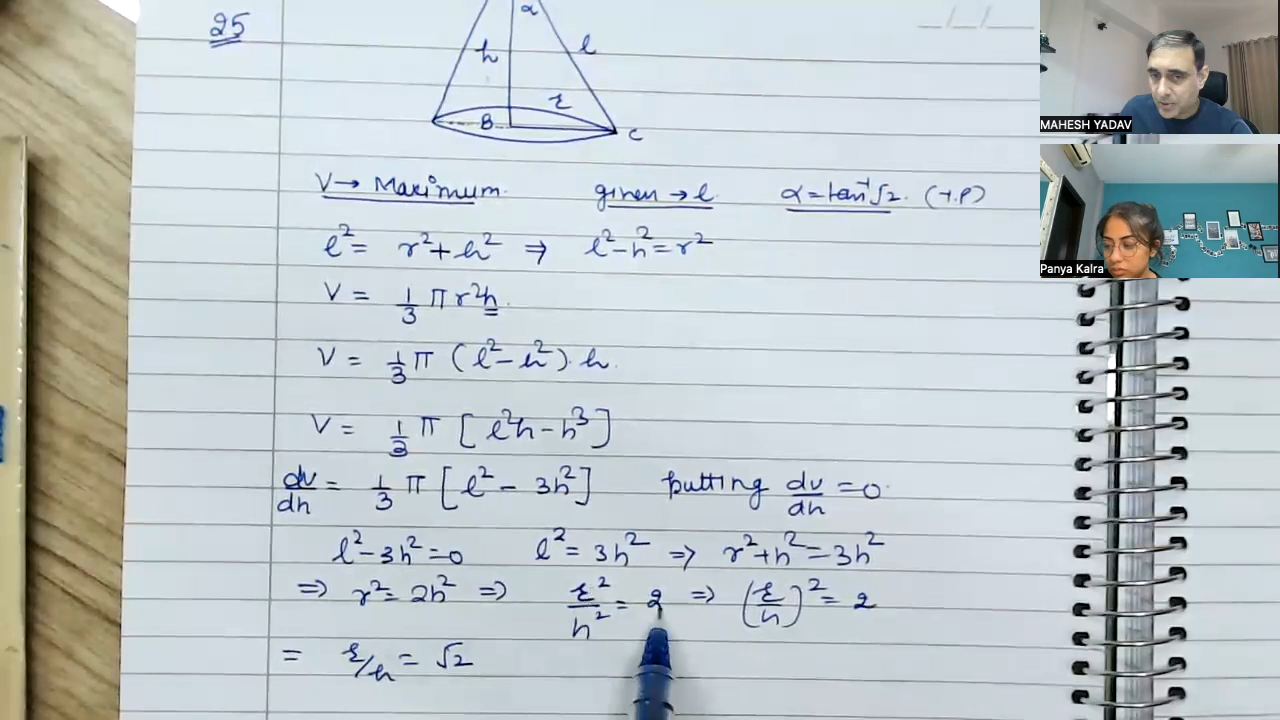 25
α
h
l
r
B
C
V → Maximum. given → l. α = tan⁻¹√2. (T.P)
l² = r² + h² ⇒ l² - h² = r²
V = 1/3 π r²h.
V = 1/3 π (l² - h²). h.
V = 1/3 π [l²h - h³]
dv/dh = 1/3 π [l² - 3h²] putting dv/dh = 0.
l² - 3h² = 0 l² = 3h² ⇒ r² + h² = 3h²
⇒ r² = 2h² ⇒ r²/h² = 2 ⇒ (r/h)² = 2
= r/h = √2
MAHESH YADAV
Panya Kalra